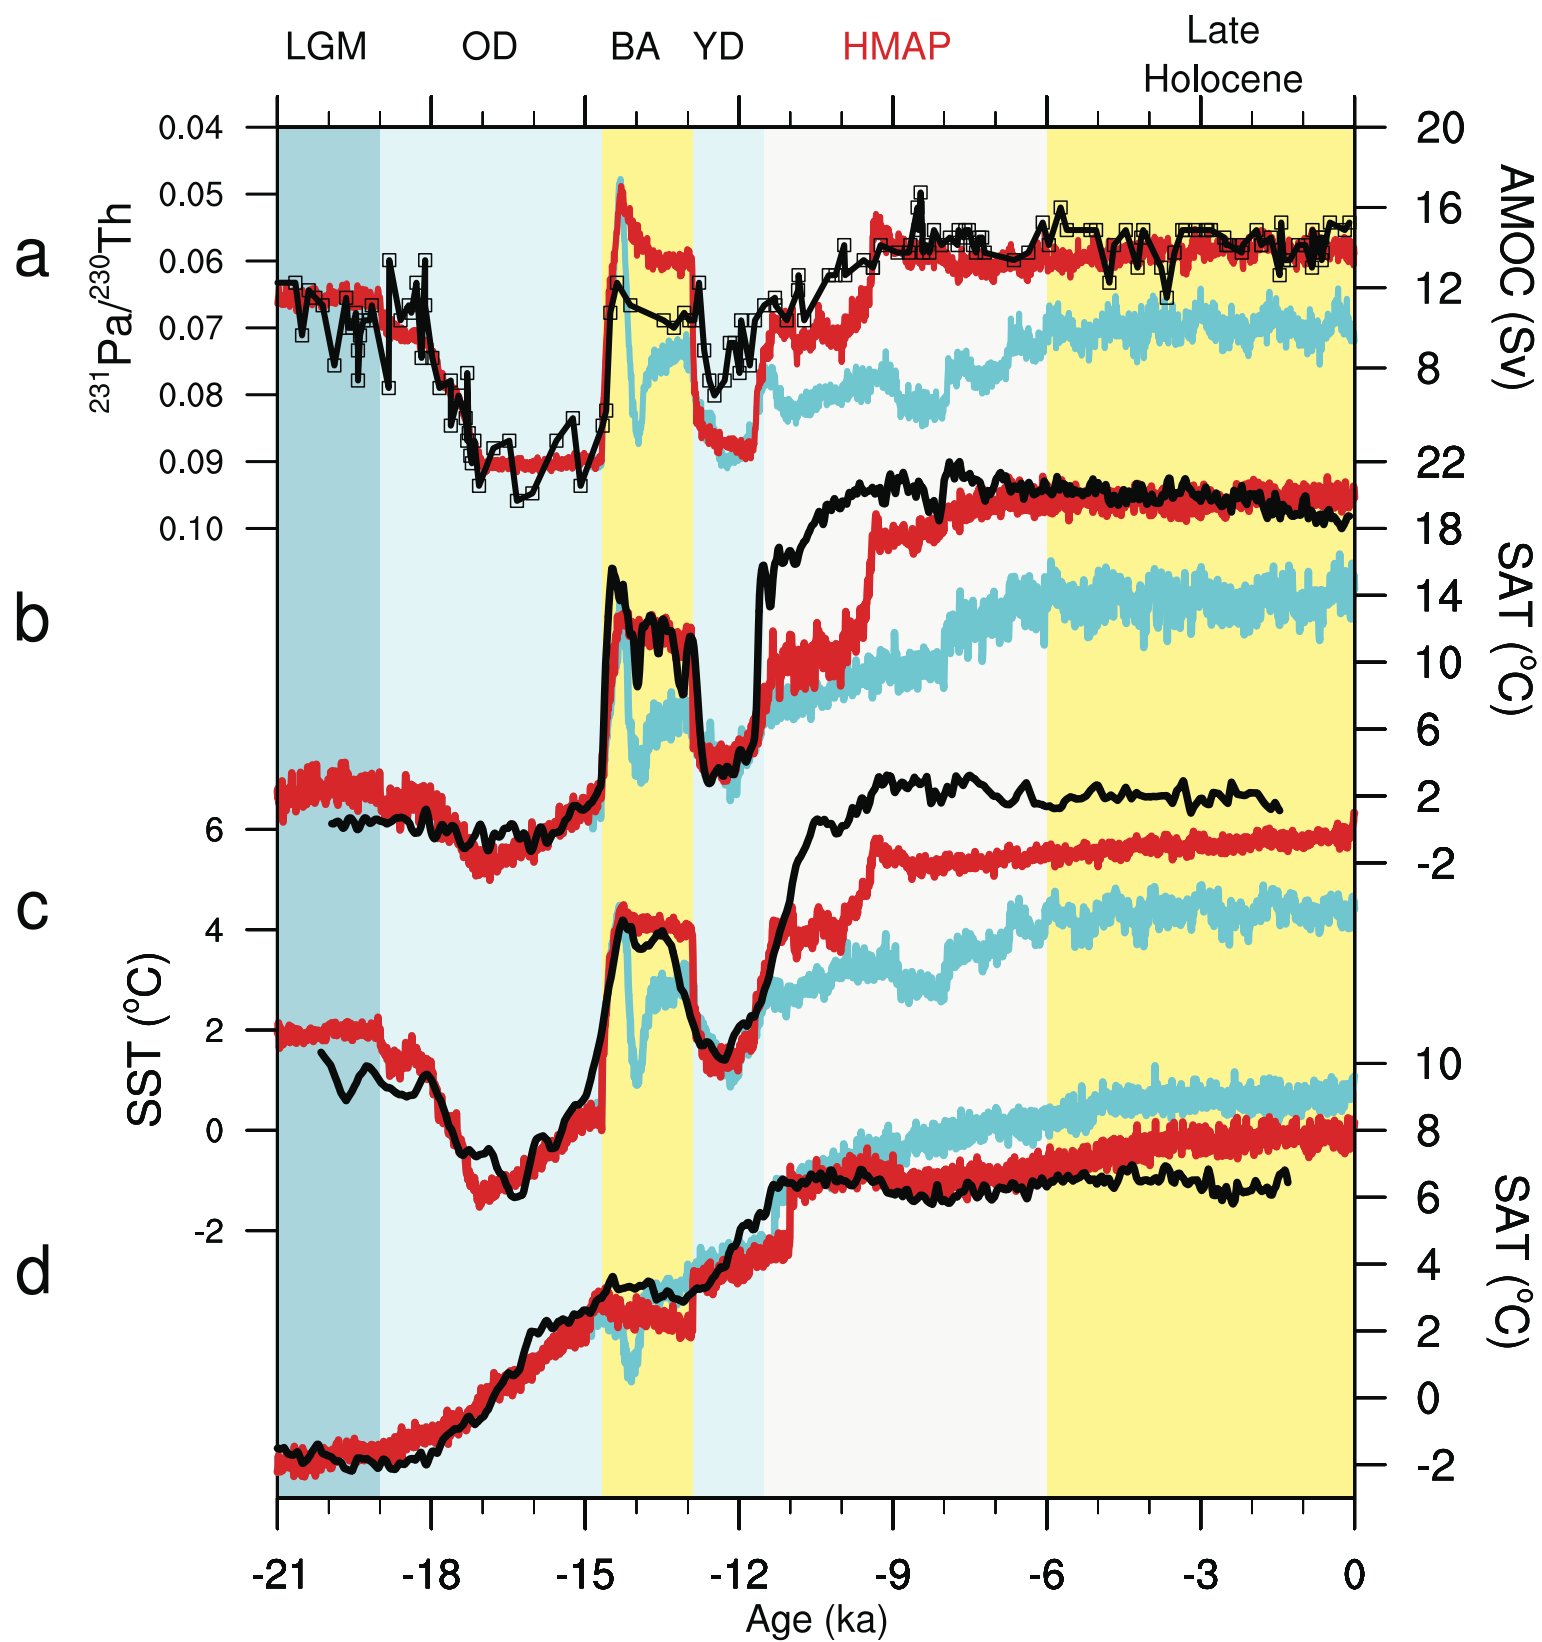 LGM OD BA YD HMAP Late
Holocene
0.04
0.05
0.06
0.07
0.08
0.09
0.10
²³¹Pa/²³⁰Th
20
16
12
8
AMOC (Sv)
a
22
18
14
10
6
2
-2
SAT (°C)
b
6
4
2
0
-2
SST (°C)
c
10
8
6
4
2
0
-2
SAT (°C)
d
-21 -18 -15 -12 -9 -6 -3 0
Age (ka)